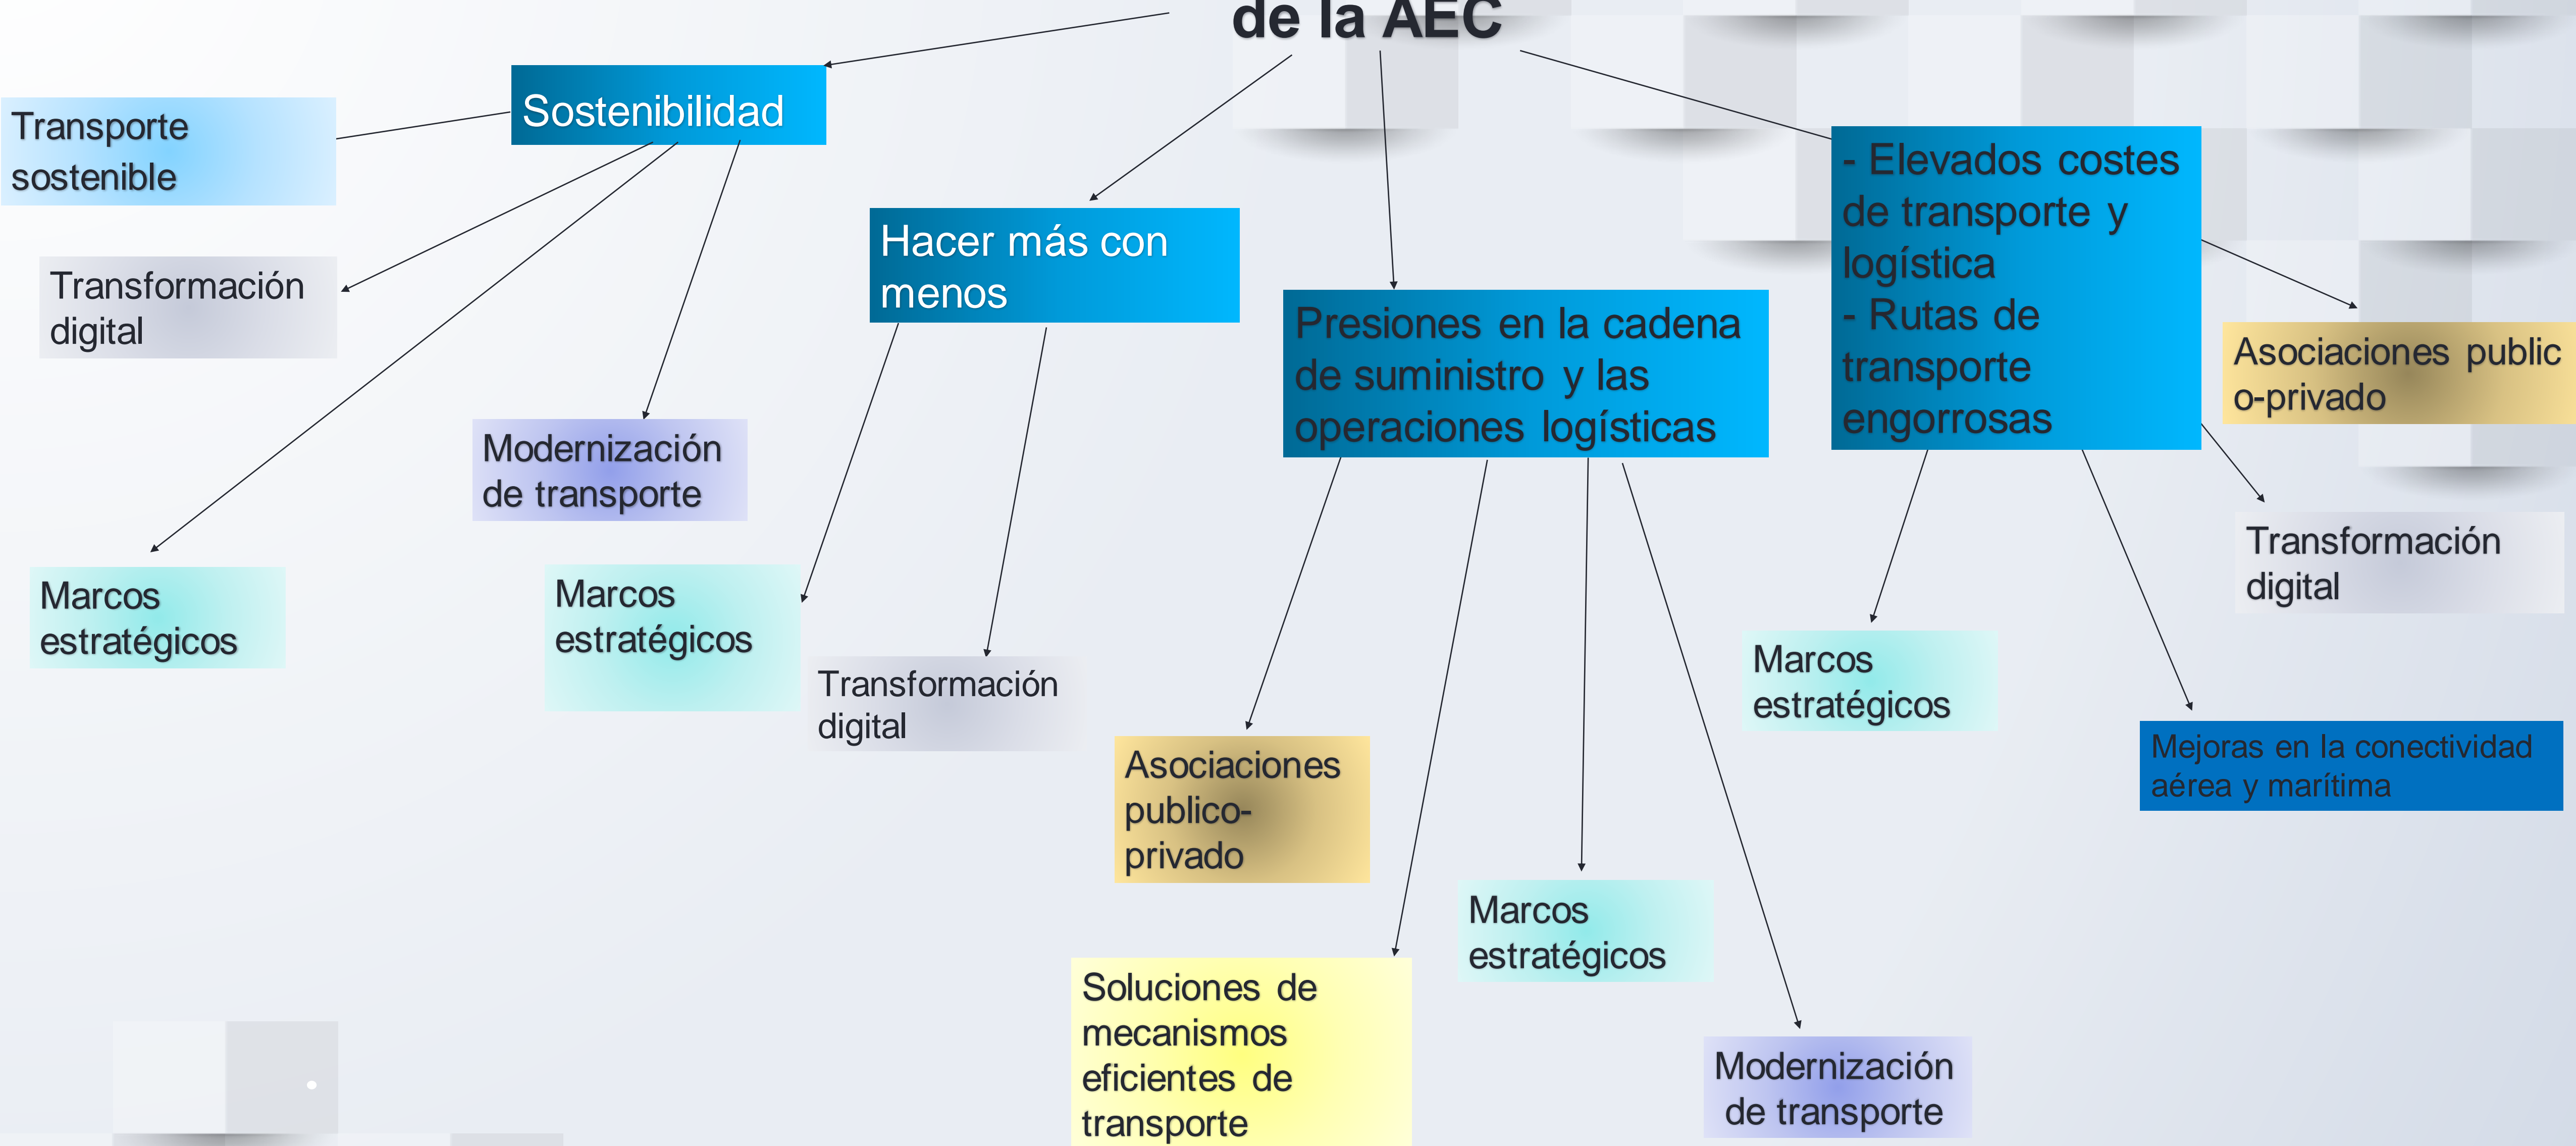 de la AEC
Sostenibilidad
Transporte
sostenible
Transformación
digital
Marcos
estratégicos
Modernización
de transporte
Hacer más con
menos
Marcos
estratégicos
Transformación
digital
Presiones en la cadena
de suministro y las
operaciones logísticas
Asociaciones
publico-
privado
Soluciones de
mecanismos
eficientes de
transporte
Marcos
estratégicos
Modernización
de transporte
- Elevados costes
de transporte y
logística
- Rutas de
transporte
engorrosas
Asociaciones public
o-privado
Transformación
digital
Marcos
estratégicos
Mejoras en la conectividad
aérea y marítima